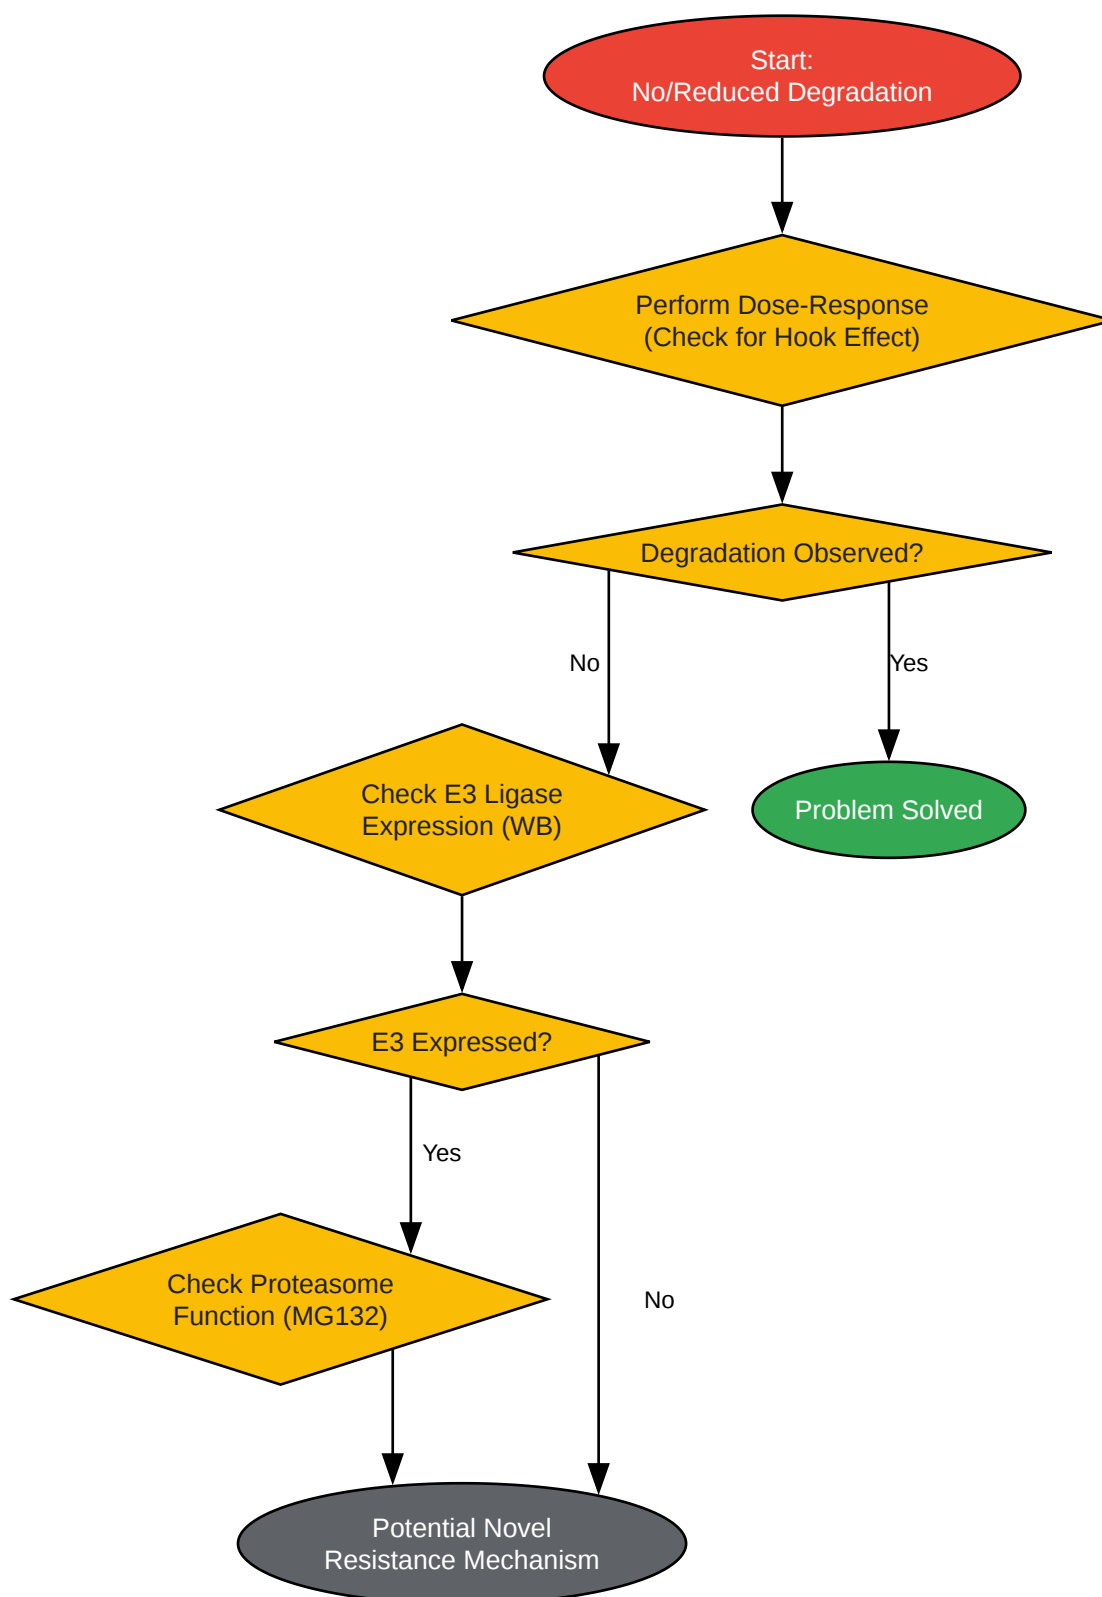 Start:
No/Reduced Degradation
Perform Dose-Response
(Check for Hook Effect)
Degradation Observed?
No
Yes
Check E3 Ligase
Expression (WB)
Problem Solved
E3 Expressed?
Yes
Check Proteasome
Function (MG132)
No
Potential Novel
Resistance Mechanism